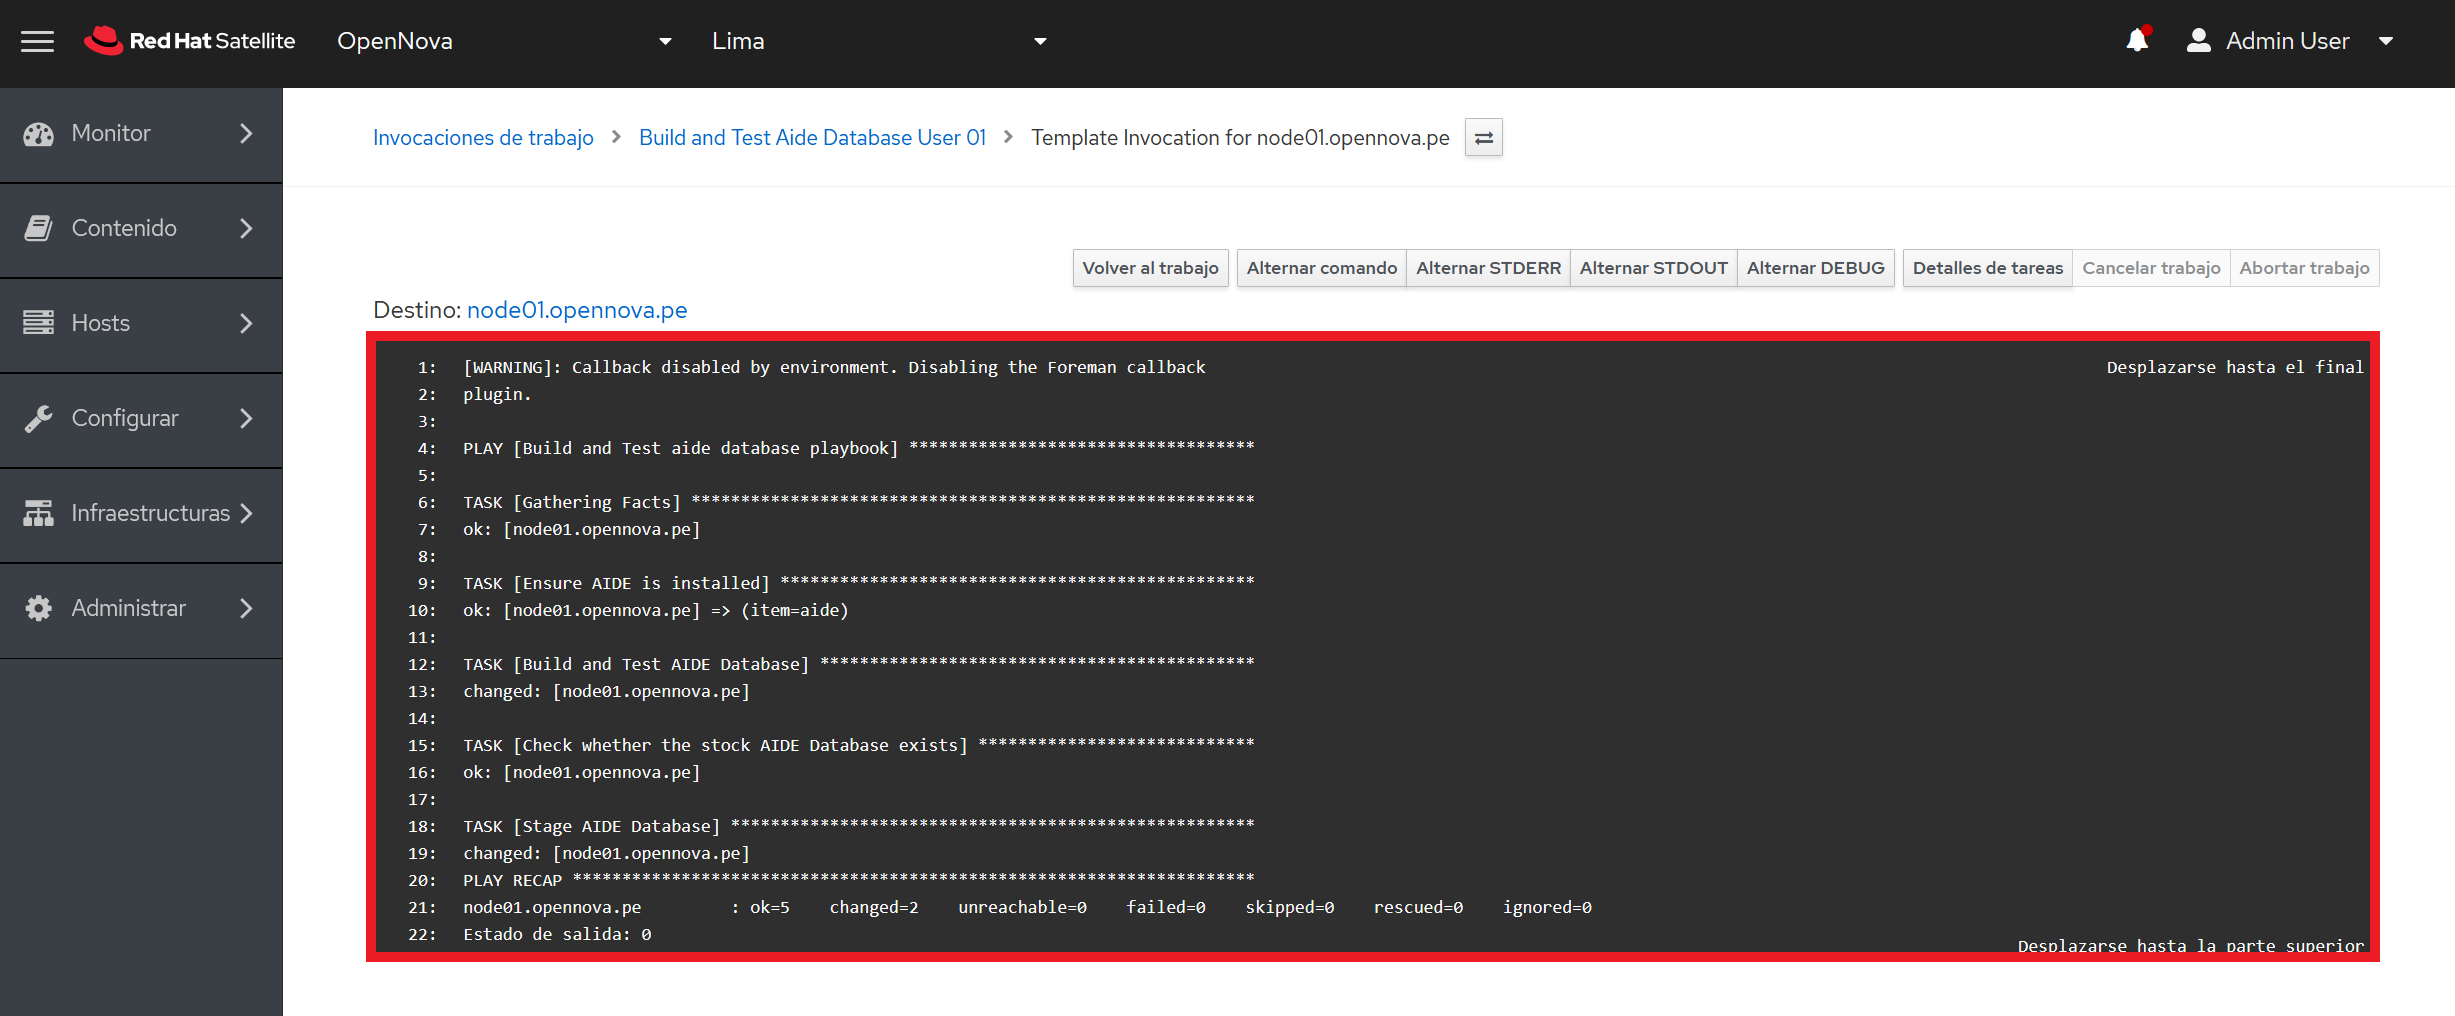 Red Hat Satellite OpenNova Lima Admin User
Monitor
Contenido
Hosts
Configurar
Infraestructuras
Administrar
Invocaciones de trabajo > Build and Test Aide Database User 01 > Template Invocation for node01.opennova.pe
Volver al trabajo Alternar comando Alternar STDERR Alternar STDOUT Alternar DEBUG Detalles de tareas Cancelar trabajo Abortar trabajo
Destino: node01.opennova.pe
1: [WARNING]: Callback disabled by environment. Disabling the Foreman callback Desplazarse hasta el final
2: plugin.
3:
4: PLAY [Build and Test aide database playbook] ***********************************
5:
6: TASK [Gathering Facts] *********************************************************
7: ok: [node01.opennova.pe]
8:
9: TASK [Ensure AIDE is installed] ************************************************
10: ok: [node01.opennova.pe] => (item=aide)
11:
12: TASK [Build and Test AIDE Database] ********************************************
13: changed: [node01.opennova.pe]
14:
15: TASK [Check whether the stock AIDE Database exists] ****************************
16: ok: [node01.opennova.pe]
17:
18: TASK [Stage AIDE Database] *****************************************************
19: changed: [node01.opennova.pe]
20: PLAY RECAP *********************************************************************
21: node01.opennova.pe : ok=5 changed=2 unreachable=0 failed=0 skipped=0 rescued=0 ignored=0
22: Estado de salida: 0
Desplazarse hasta la parte superior